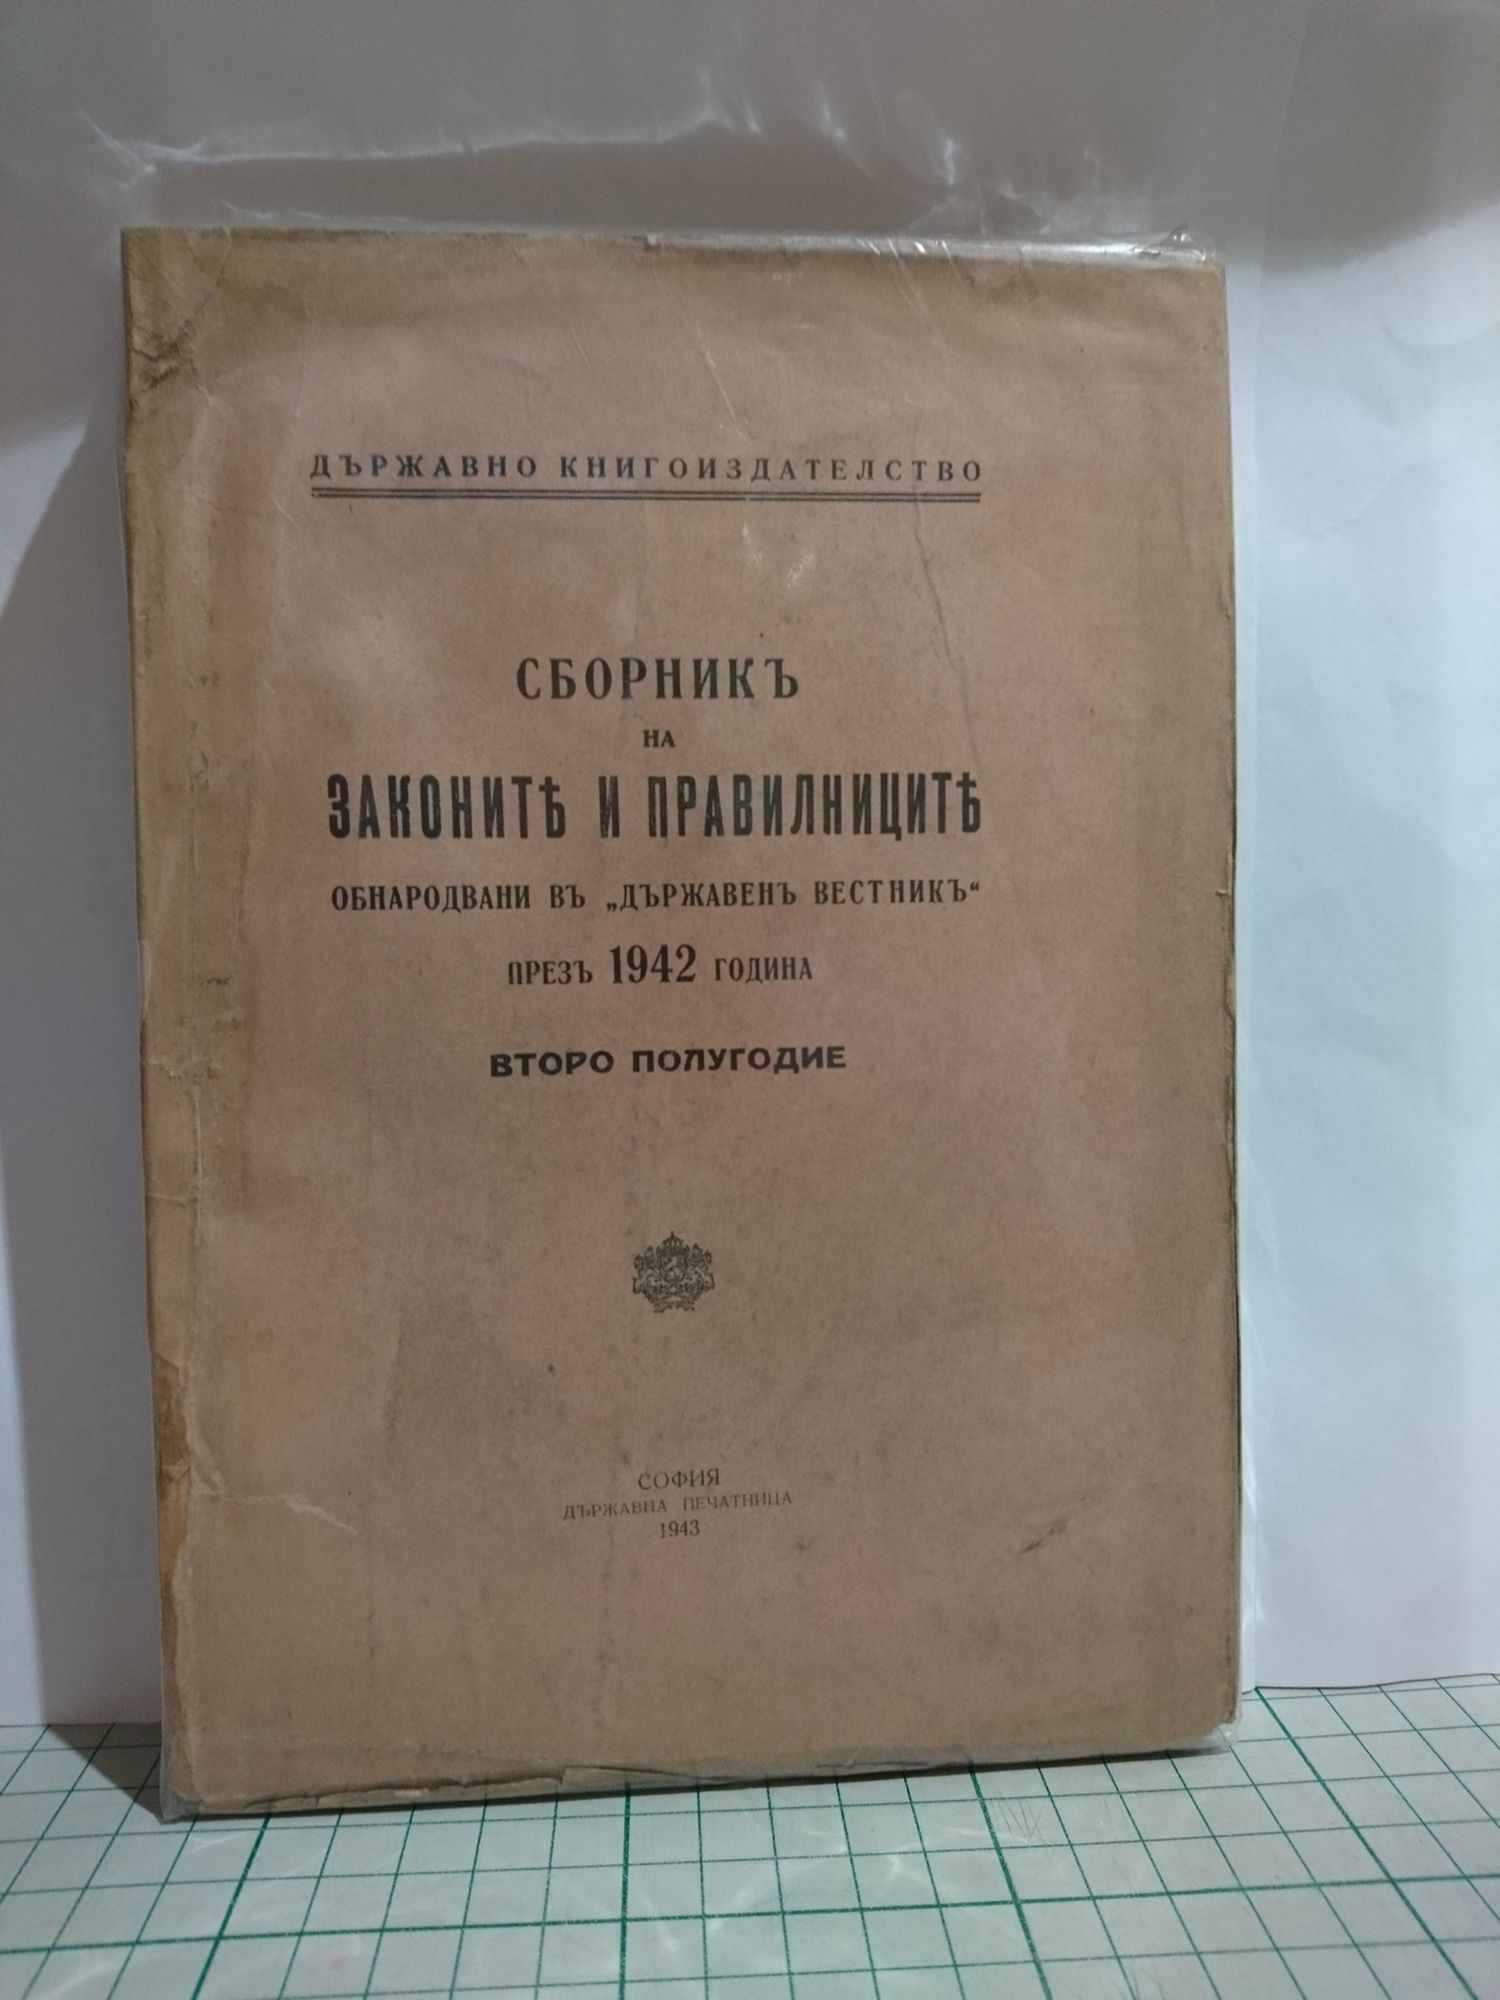 ДЪРЖАВНО КНИГОИЗДАТЕЛСТВО
СБОРНИКЪ
НА
ЗАКОНИТѢ И ПРАВИЛНИЦИТѢ
ОБНАРОДВАНИ ВЪ „ДЪРЖАВЕНЪ ВЕСТНИКЪ“
ПРЕЗЪ 1942 ГОДИНА
ВТОРО ПОЛУГОДИЕ
СОФИЯ
ДЪРЖАВНА ПЕЧАТНИЦА
1943